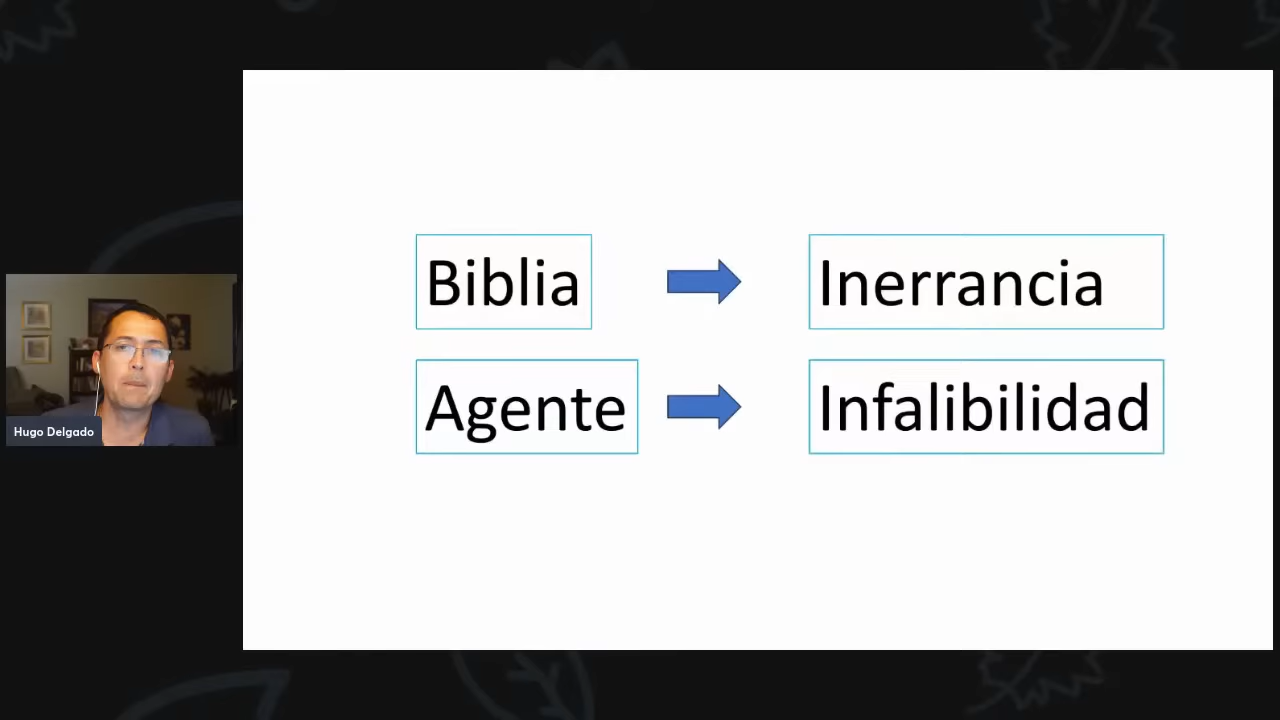 Biblia
Inerrancia
Agente
Infalibilidad
Hugo Delgado